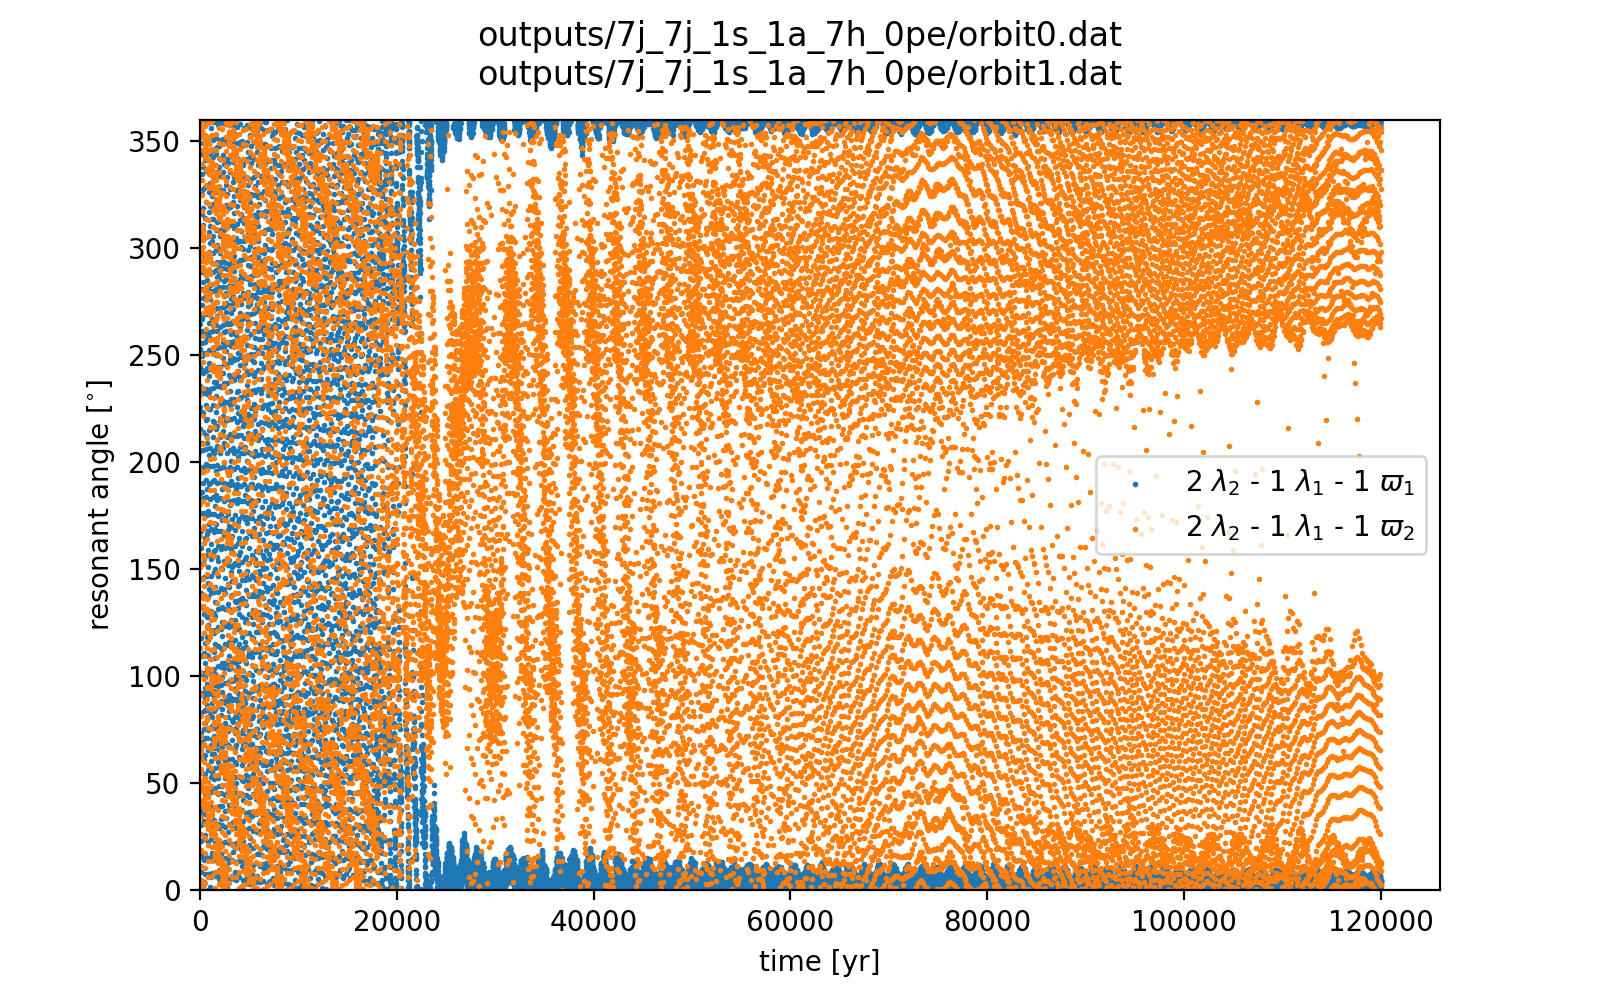 outputs/7j_7j_1s_1a_7h_0pe/orbit0.dat
outputs/7j_7j_1s_1a_7h_0pe/orbit1.dat
350
300
250
200
150
100
50
0
resonant angle [°]
2 λ₂ - 1 λ₁ - 1 ϖ₁
2 λ₂ - 1 λ₁ - 1 ϖ₂
0 20000 40000 60000 80000 100000 120000
time [yr]